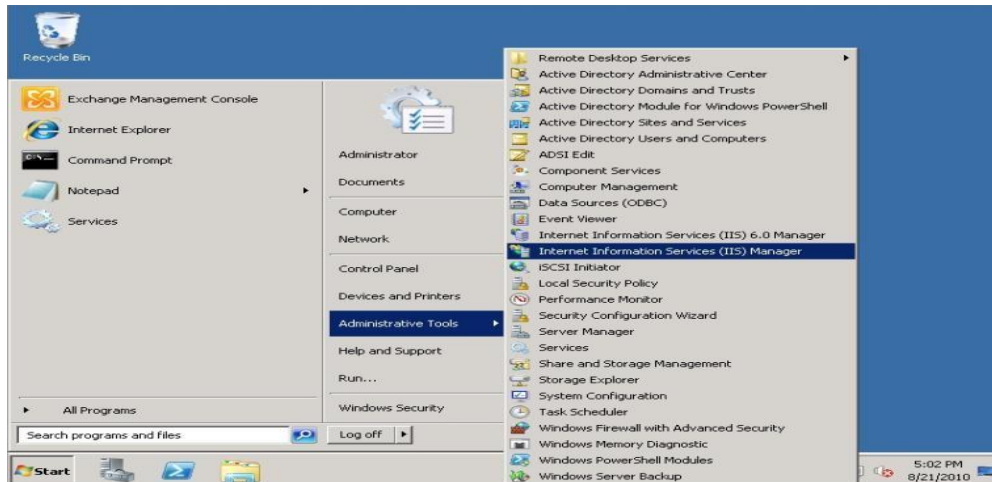 Recycle Bin
Exchange Management Console
Internet Explorer
Command Prompt
Notepad
Services
All Programs
Search programs and files
Administrator
Documents
Computer
Network
Control Panel
Devices and Printers
Administrative Tools
Help and Support
Run...
Windows Security
Log off
Remote Desktop Services
Active Directory Administrative Center
Active Directory Domains and Trusts
Active Directory Module for Windows PowerShell
Active Directory Sites and Services
Active Directory Users and Computers
ADSI Edit
Component Services
Computer Management
Data Sources (ODBC)
Event Viewer
Internet Information Services (IIS) 6.0 Manager
Internet Information Services (IIS) Manager
iSCSI Initiator
Local Security Policy
Performance Monitor
Security Configuration Wizard
Server Manager
Services
Share and Storage Management
Storage Explorer
System Configuration
Task Scheduler
Windows Firewall with Advanced Security
Windows Memory Diagnostic
Windows PowerShell Modules
Windows Server Backup
Start
5:02 PM
8/21/2010